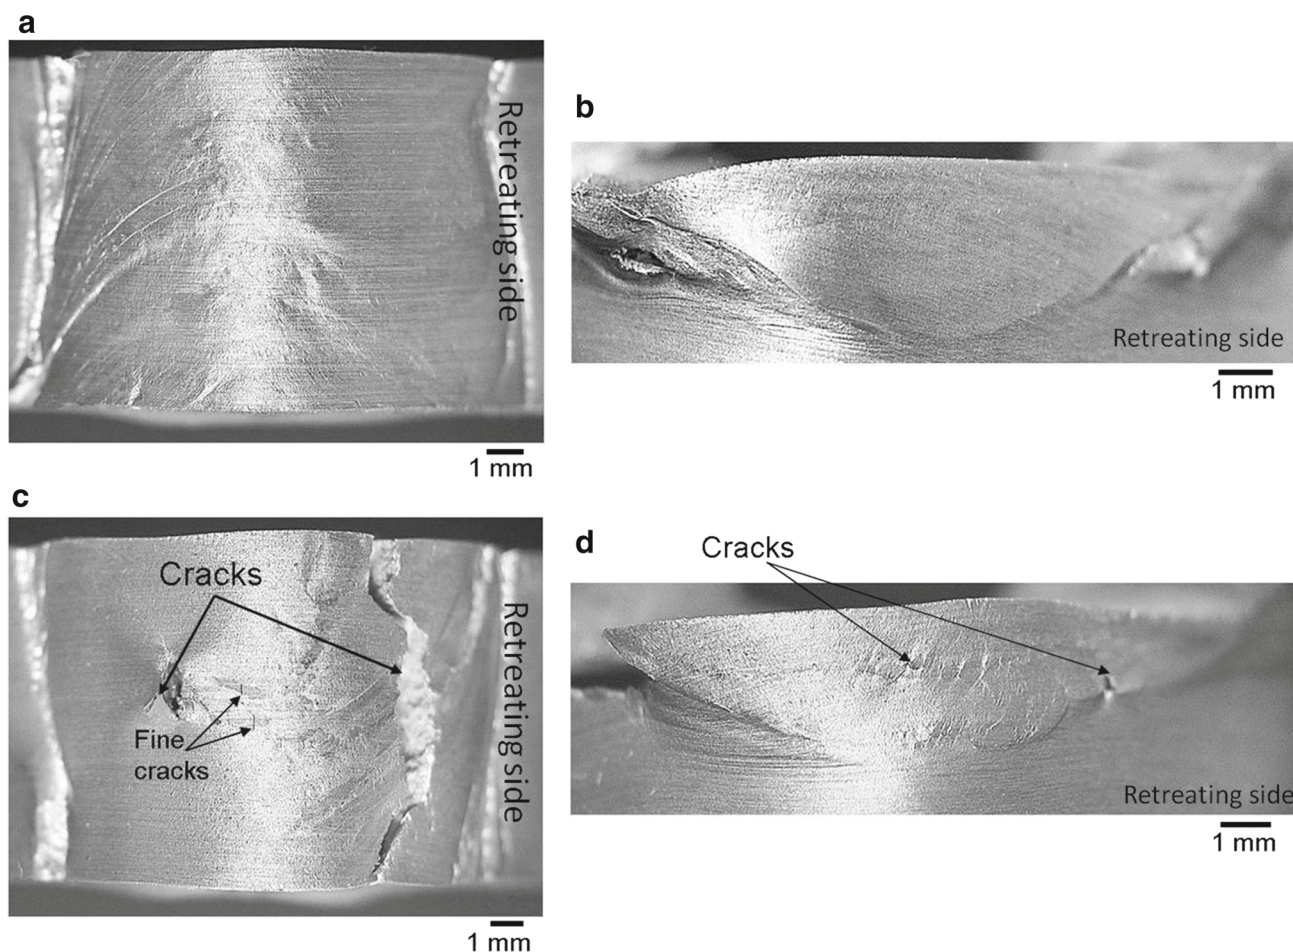 a
Retreating side
1 mm
b
Retreating side
1 mm
c
Cracks
Fine
cracks
Retreating side
1 mm
d
Cracks
Retreating side
1 mm